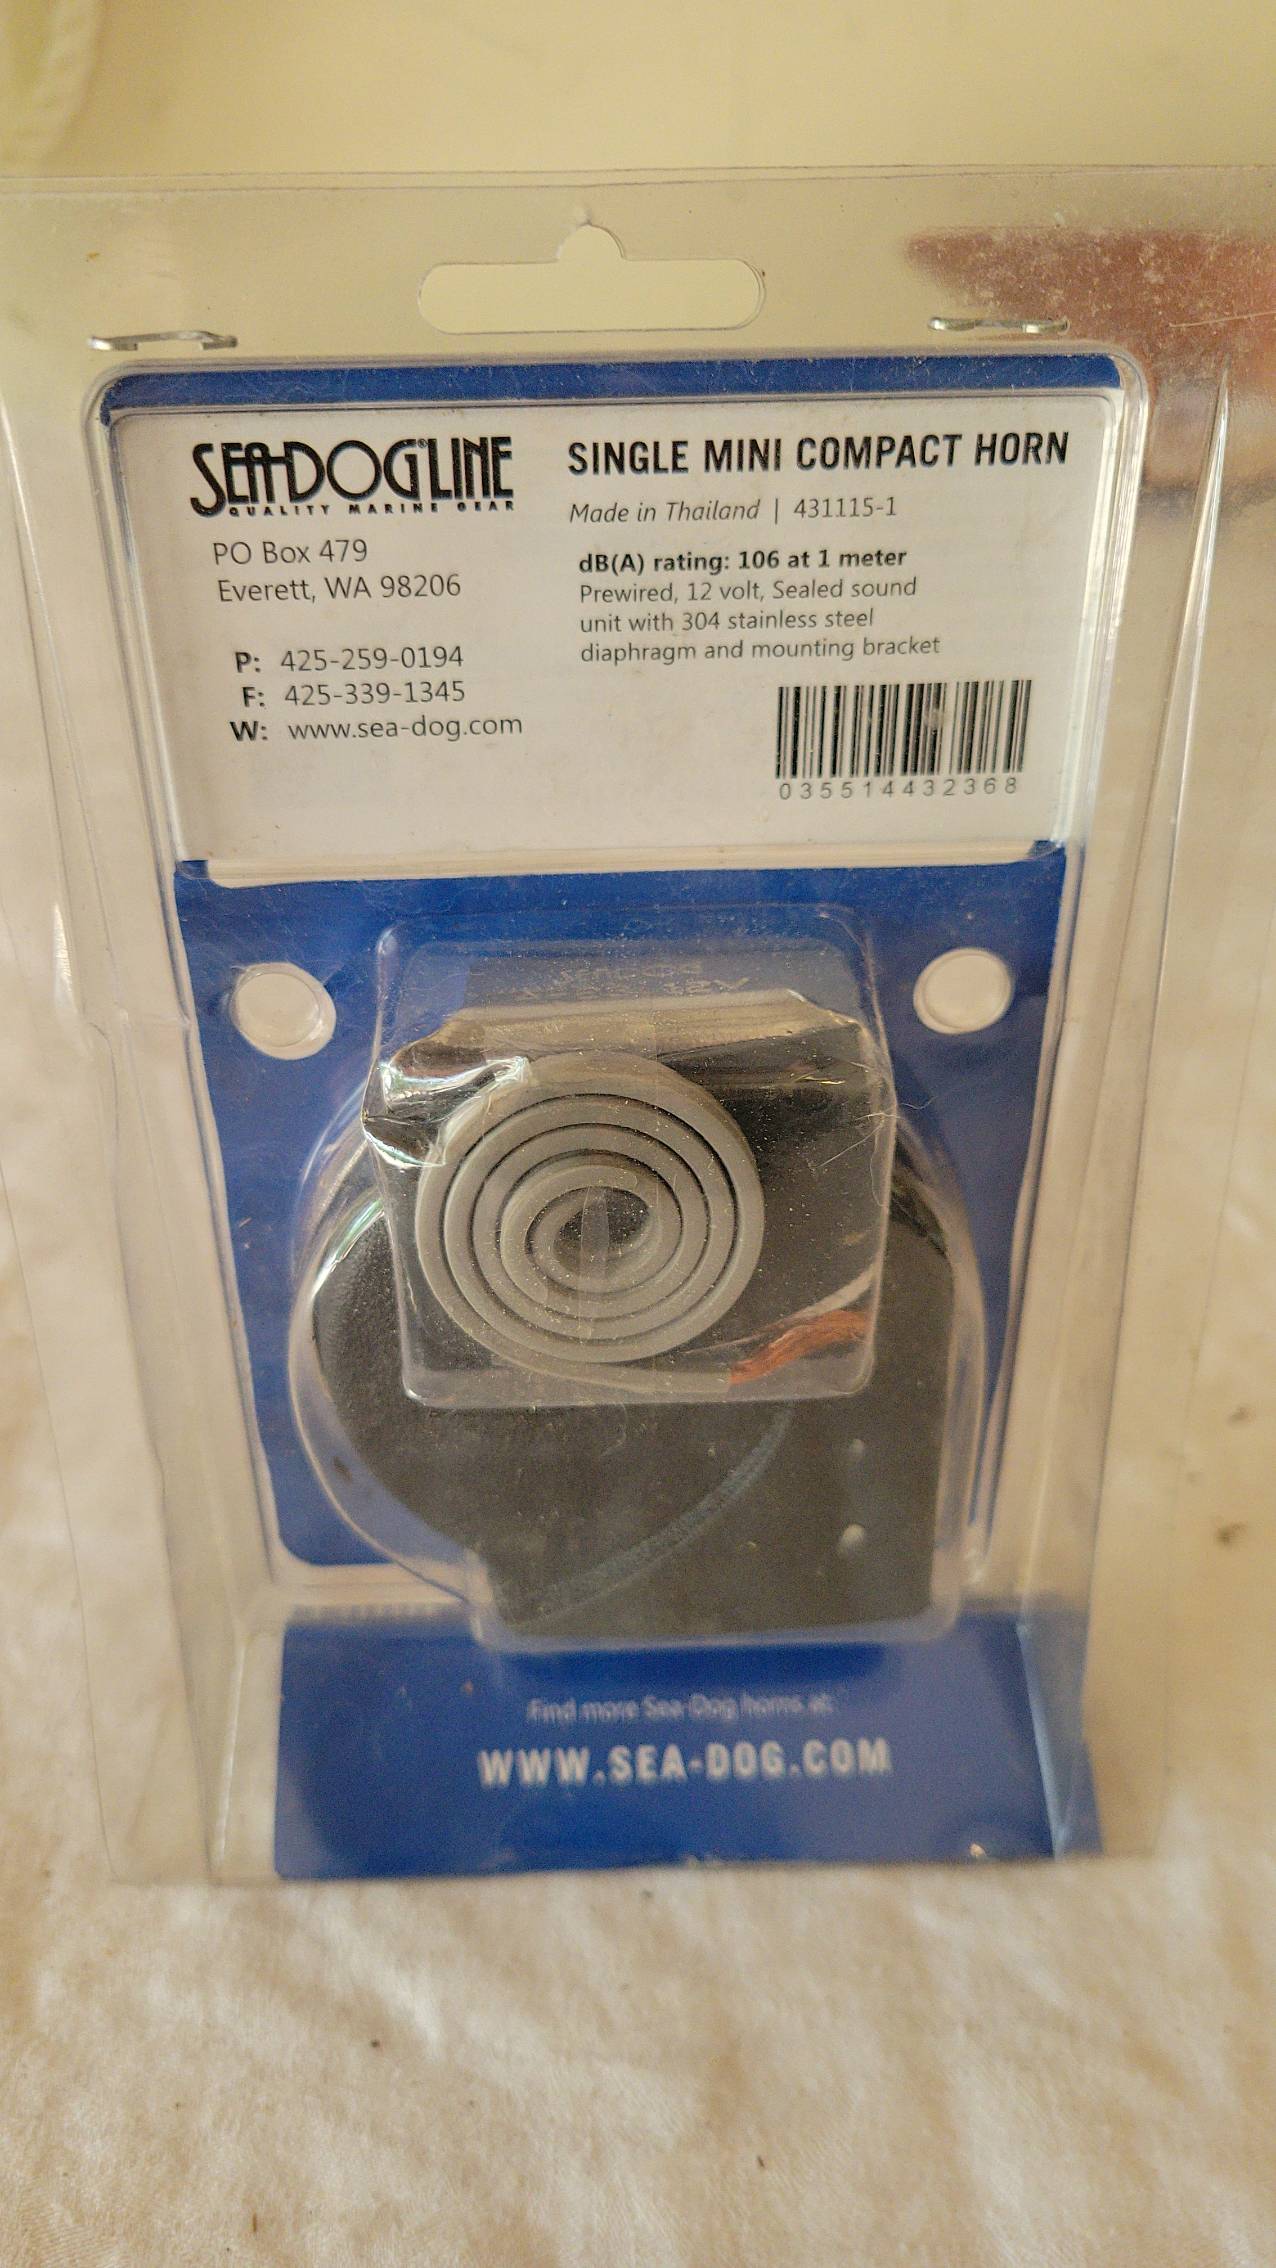 SEA-DOG®LINE
QUALITY MARINE GEAR
PO Box 479
Everett, WA 98206
P: 425-259-0194
F: 425-339-1345
W: www.sea-dog.com
SINGLE MINI COMPACT HORN
Made in Thailand | 431115-1
dB(A) rating: 106 at 1 meter
Prewired, 12 volt, Sealed sound
unit with 304 stainless steel
diaphragm and mounting bracket
035514432368
Find more Sea-Dog horns at:
WWW.SEA-DOG.COM